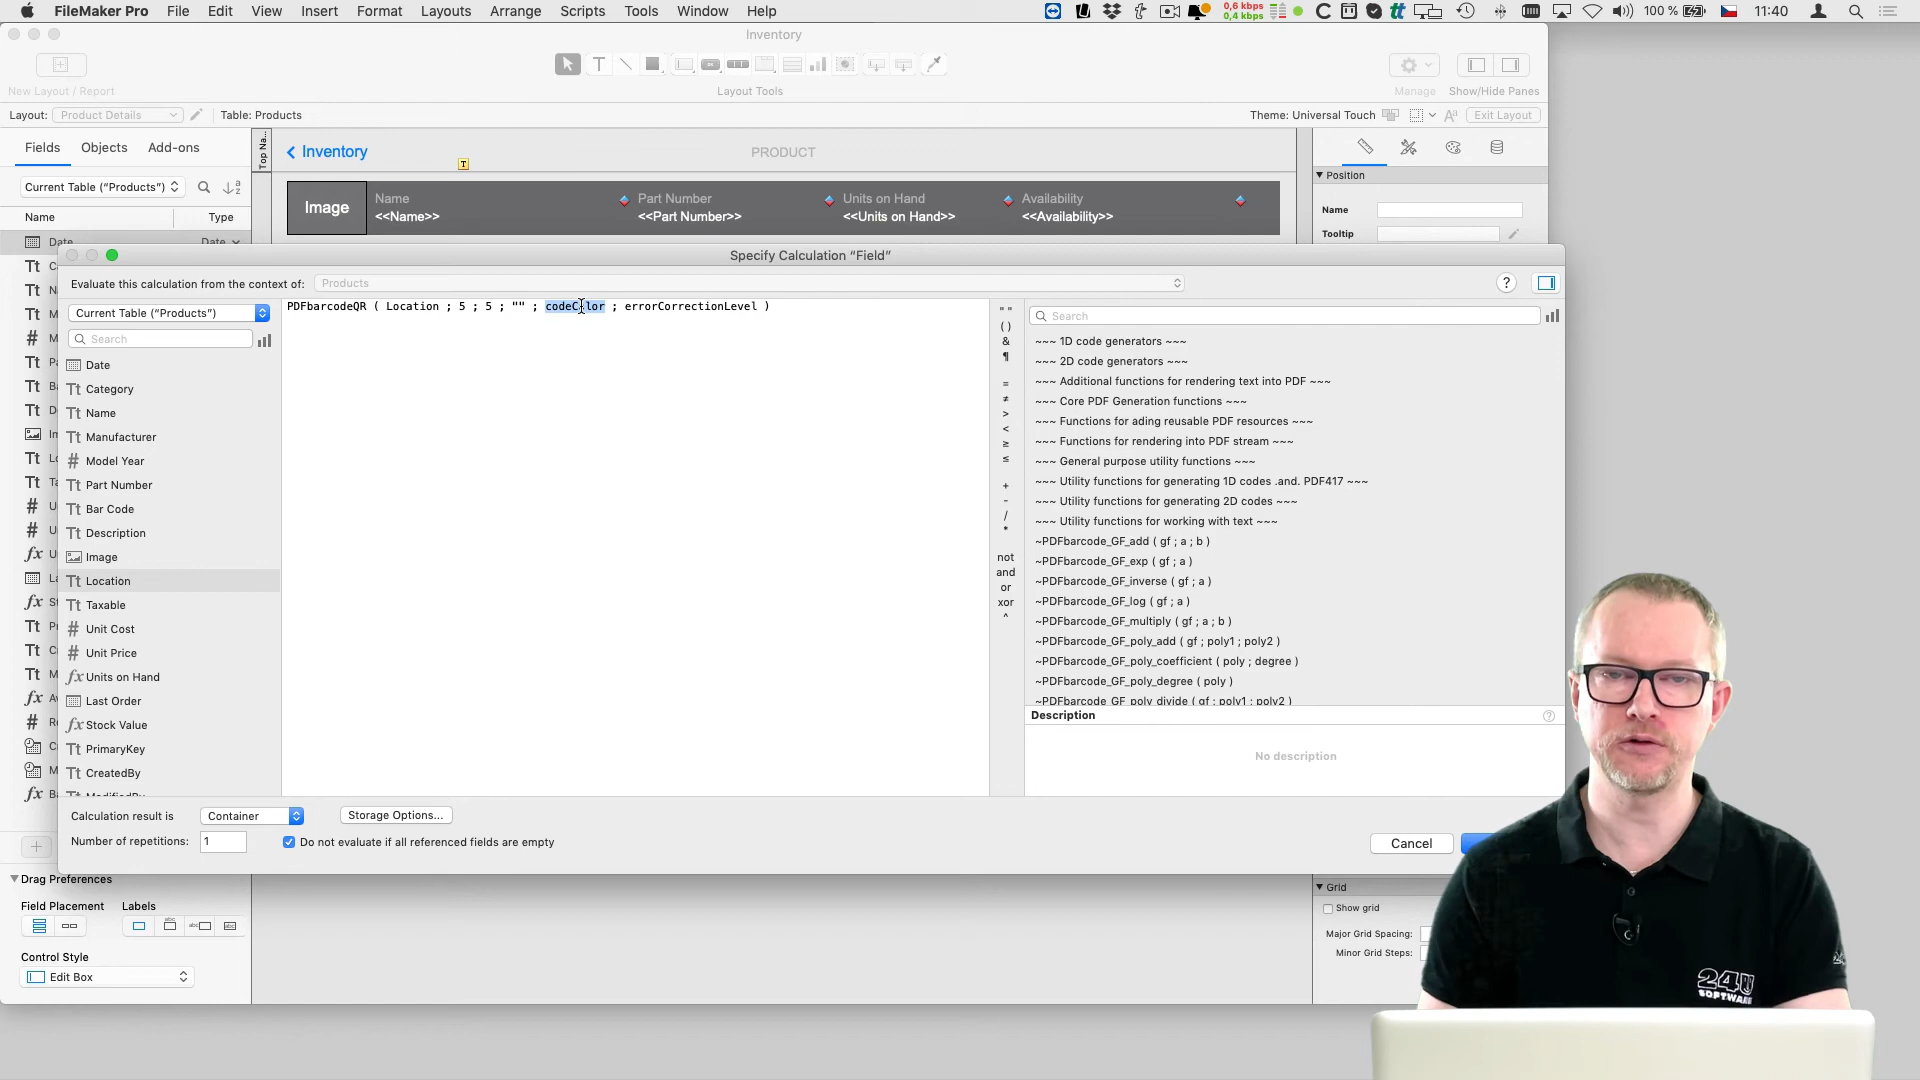 FileMaker Pro File Edit View Insert Format Layouts Arrange Scripts Tools Window Help
0,6 kbps
0,4 kbps
100 %
11:40
Inventory
New Layout / Report
Layout Tools
Manage
Show/Hide Panes
Layout: Product Details
Table: Products
Theme: Universal Touch
Exit Layout
Fields Objects Add-ons
Top Na...
Inventory
PRODUCT
Current Table (“Products”)
Name Type
Date Date
Image
Name
<<Name>>
Part Number
<<Part Number>>
Units on Hand
<<Units on Hand>>
Availability
<<Availability>>
Position
Name
Tooltip
Specify Calculation “Field”
Evaluate this calculation from the context of: Products
Current Table (“Products”)
Search
Date
Category
Name
Manufacturer
Model Year
Part Number
Bar Code
Description
Image
Location
Taxable
Unit Cost
Unit Price
Units on Hand
Last Order
Stock Value
PrimaryKey
CreatedBy
ModifiedBy
PDFbarcodeQR ( Location ; 5 ; 5 ; "" ; codeColor ; errorCorrectionLevel )
" "
( )
&
¶
=
≠
>
<
≥
≤
+
-
/
*
not
and
or
xor
^
Search
~~~ 1D code generators ~~~
~~~ 2D code generators ~~~
~~~ Additional functions for rendering text into PDF ~~~
~~~ Core PDF Generation functions ~~~
~~~ Functions for ading reusable PDF resources ~~~
~~~ Functions for rendering into PDF stream ~~~
~~~ General purpose utility functions ~~~
~~~ Utility functions for generating 1D codes .and. PDF417 ~~~
~~~ Utility functions for generating 2D codes ~~~
~~~ Utility functions for working with text ~~~
~PDFbarcode_GF_add ( gf ; a ; b )
~PDFbarcode_GF_exp ( gf ; a )
~PDFbarcode_GF_inverse ( gf ; a )
~PDFbarcode_GF_log ( gf ; a )
~PDFbarcode_GF_multiply ( gf ; a ; b )
~PDFbarcode_GF_poly_add ( gf ; poly1 ; poly2 )
~PDFbarcode_GF_poly_coefficient ( poly ; degree )
~PDFbarcode_GF_poly_degree ( poly )
~PDFbarcode_GF_poly_divide ( gf ; poly1 ; poly2 )
Description
No description
Calculation result is Container
Storage Options...
Number of repetitions: 1
Do not evaluate if all referenced fields are empty
Cancel
Drag Preferences
Field Placement Labels
Control Style
Edit Box
Grid
Show grid
Major Grid Spacing:
Minor Grid Steps:
24U
SOFTWARE